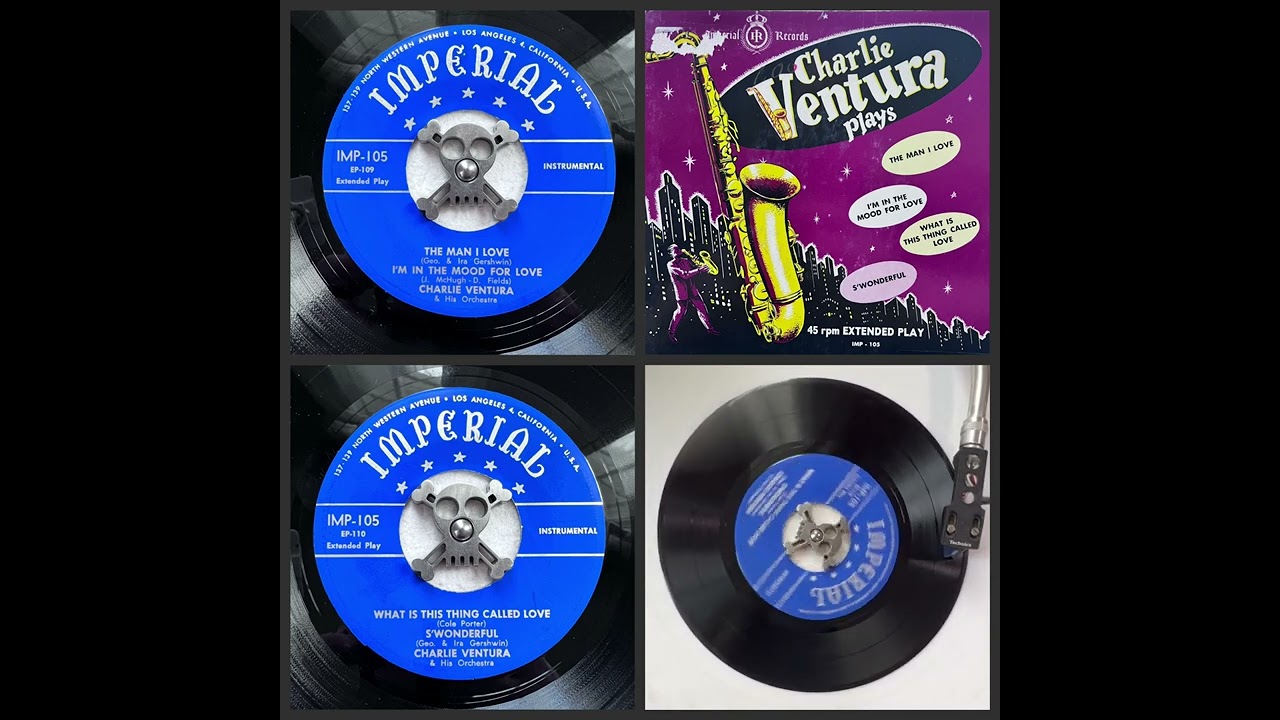 137-139 NORTH WESTERN AVENUE • LOS ANGELES 4, CALIFORNIA • U.S.A.
IMPERIAL
IMP-105
EP-109
Extended Play
INSTRUMENTAL
THE MAN I LOVE
(Geo. & Ira Gershwin)
I'M IN THE MOOD FOR LOVE
(J. McHugh - D. Fields)
CHARLIE VENTURA
& His Orchestra
IR
Records
Charlie
Ventura
plays
THE MAN I LOVE
I'M IN THE
MOOD FOR LOVE
WHAT IS
THIS THING CALLED
LOVE
S'WONDERFUL
45 rpm EXTENDED PLAY
IMP - 105
137-139 NORTH WESTERN AVENUE • LOS ANGELES 4, CALIFORNIA • U.S.A.
IMPERIAL
IMP-105
EP-110
Extended Play
INSTRUMENTAL
WHAT IS THIS THING CALLED LOVE
(Cole Porter)
S'WONDERFUL
(Geo. & Ira Gershwin)
CHARLIE VENTURA
& His Orchestra
IMPERIAL
Technics